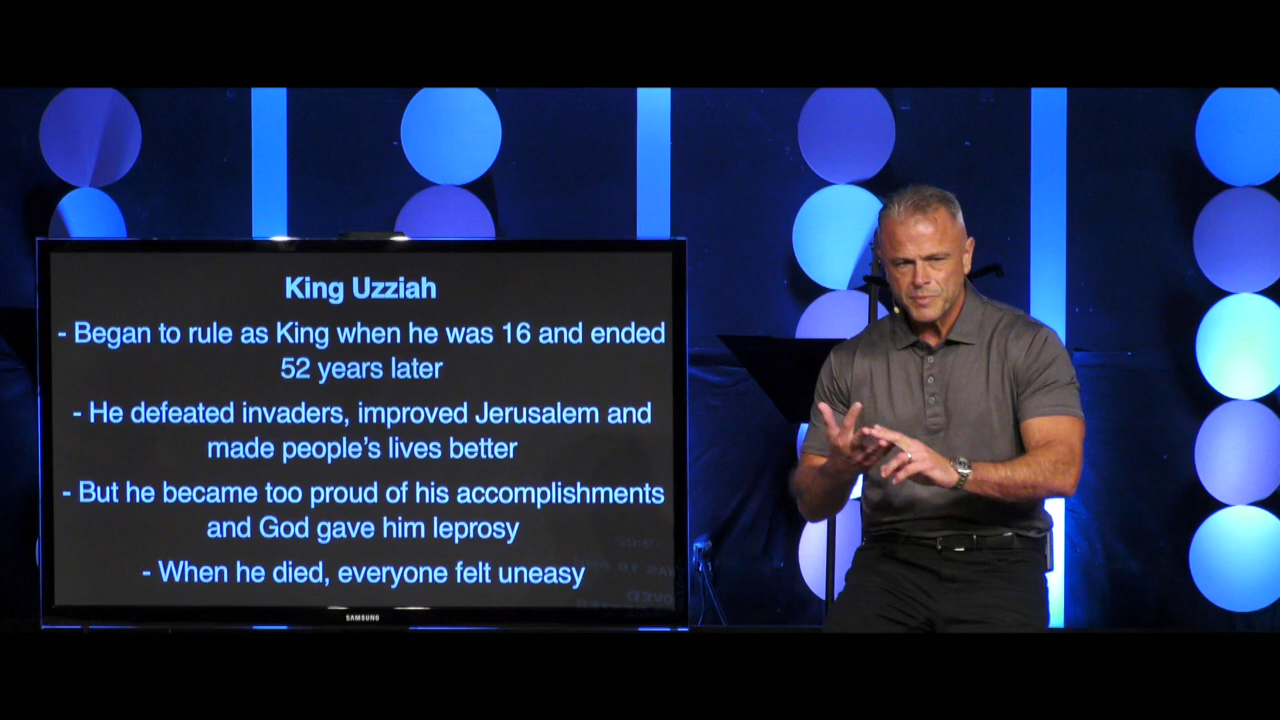 King Uzziah
- Began to rule as King when he was 16 and ended
52 years later
- He defeated invaders, improved Jerusalem and
made people's lives better
- But he became too proud of his accomplishments
and God gave him leprosy
- When he died, everyone felt uneasy
SAMSUNG